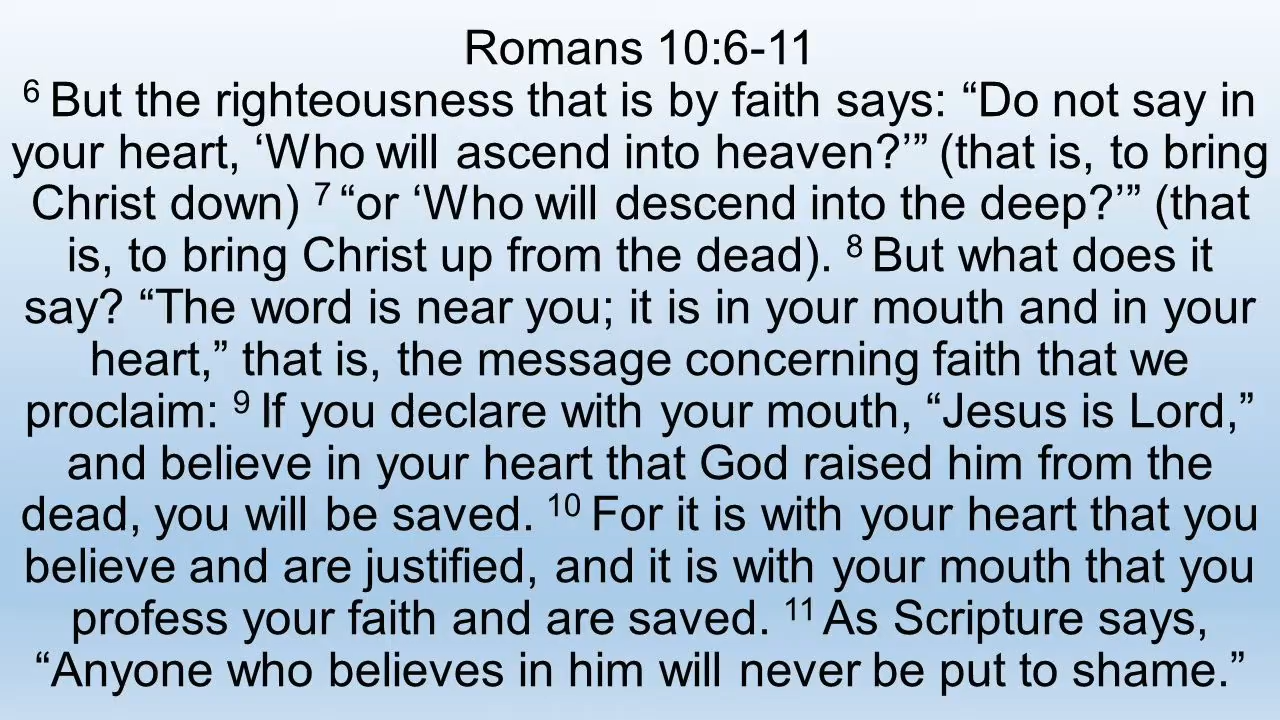 Romans 10:6-11
6 But the righteousness that is by faith says: “Do not say in
your heart, ‘Who will ascend into heaven?’” (that is, to bring
Christ down) 7 “or ‘Who will descend into the deep?’” (that
is, to bring Christ up from the dead). 8 But what does it
say? “The word is near you; it is in your mouth and in your
heart,” that is, the message concerning faith that we
proclaim: 9 If you declare with your mouth, “Jesus is Lord,”
and believe in your heart that God raised him from the
dead, you will be saved. 10 For it is with your heart that you
believe and are justified, and it is with your mouth that you
profess your faith and are saved. 11 As Scripture says,
“Anyone who believes in him will never be put to shame.”